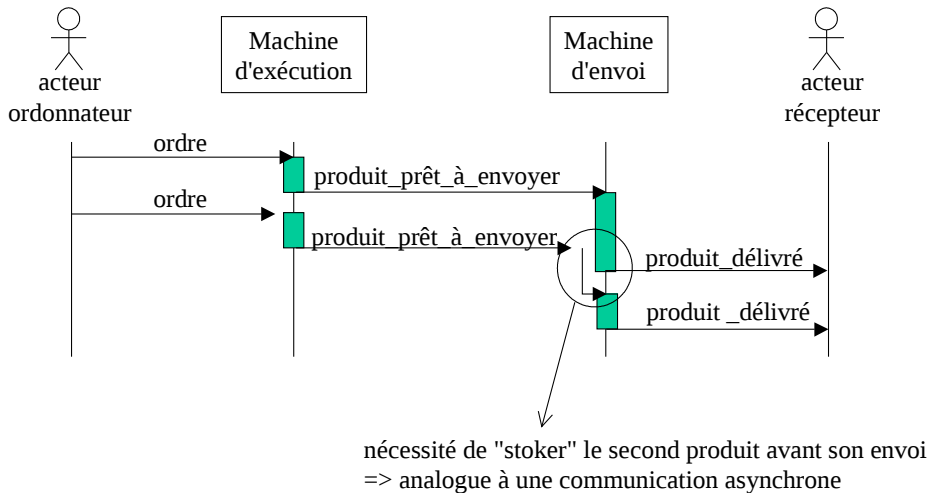 acteur
ordonnateur
Machine
d'exécution
Machine
d'envoi
acteur
récepteur
ordre
produit_prêt_à_envoyer
ordre
produit_prêt_à_envoyer
produit_délivré
produit _délivré
nécessité de "stoker" le second produit avant son envoi
=> analogue à une communication asynchrone